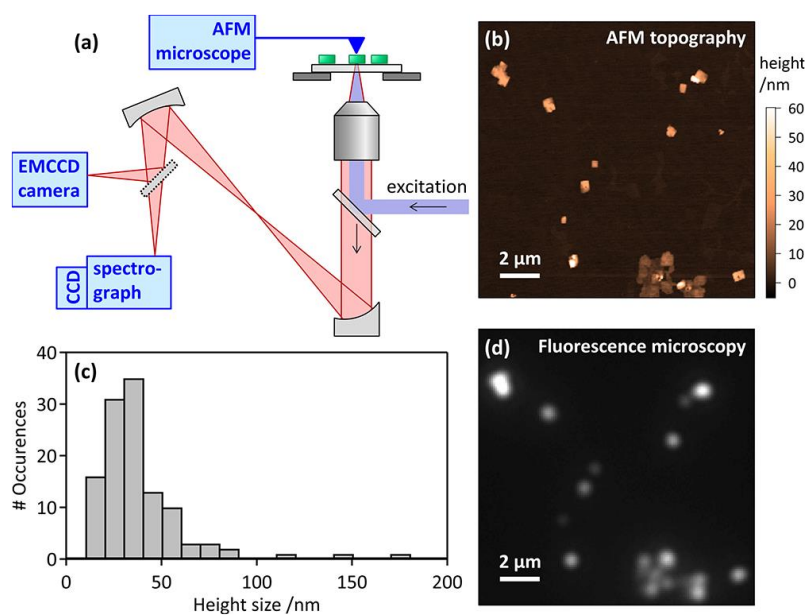 (a)
AFM
microscope
EMCCD
camera
excitation
CCD
spectro-
graph
(b)
AFM topography
2 µm
height
/nm
60
50
40
30
20
10
0
(c)
# Occurences
40
30
20
10
0
0
50
100
150
200
Height size /nm
(d)
Fluorescence microscopy
2 µm